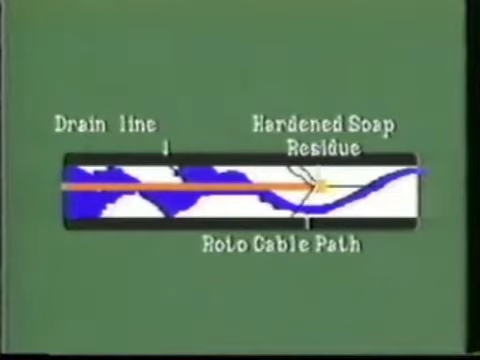 Drain line
Hardened Soap
Residue
Roto Cable Path